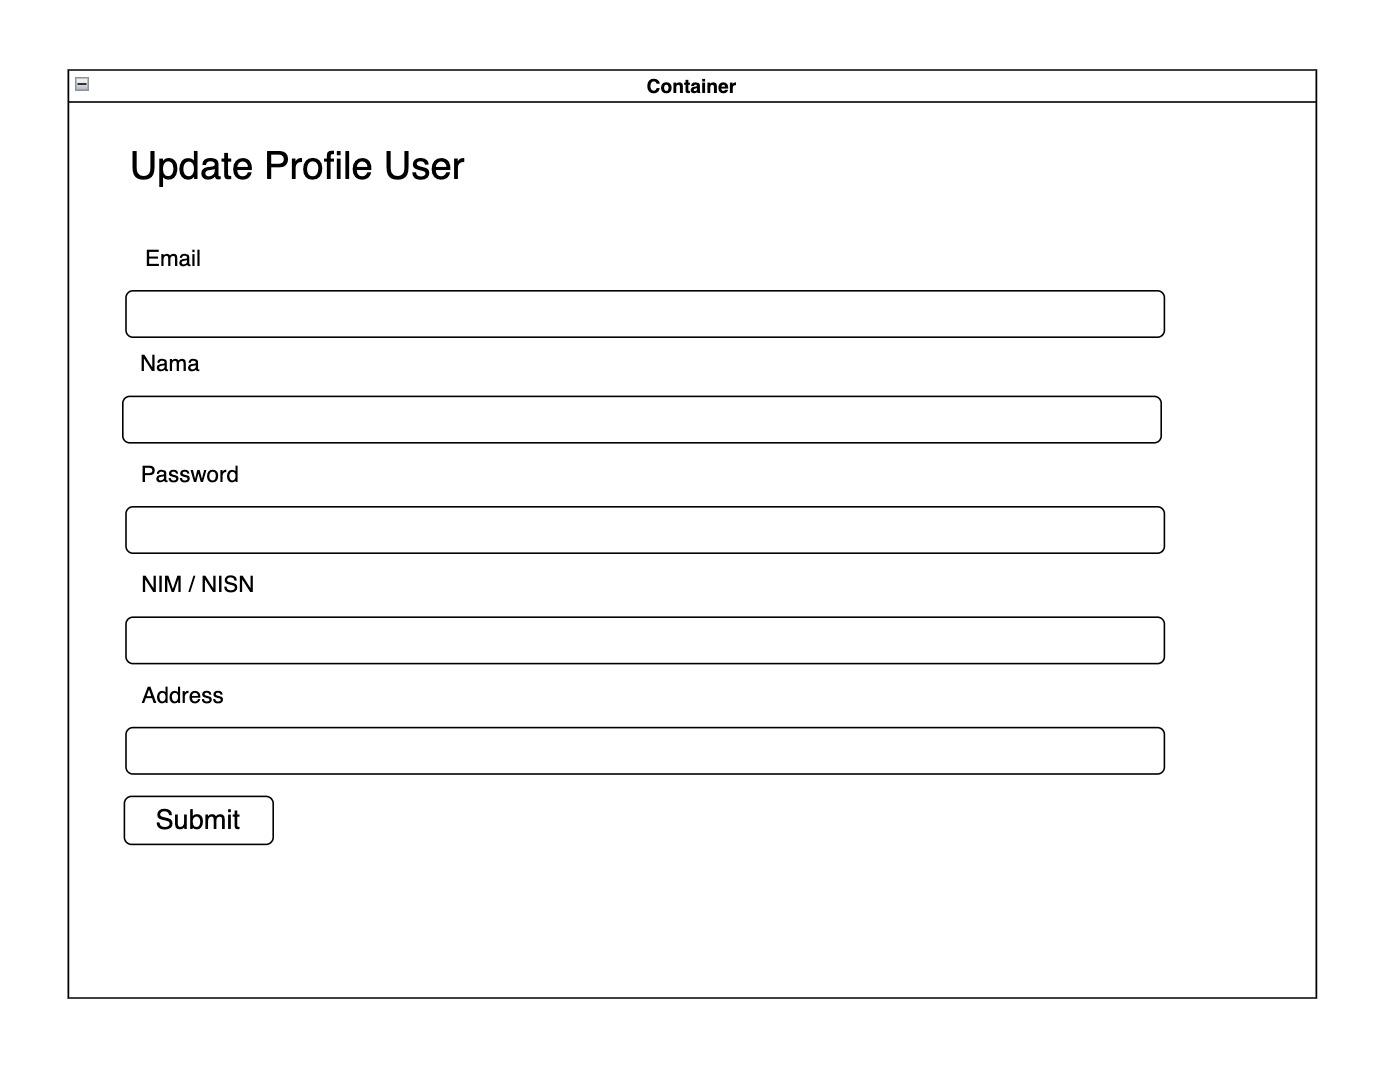 Container
Update Profile User
Email
Nama
Password
NIM / NISN
Address
Submit